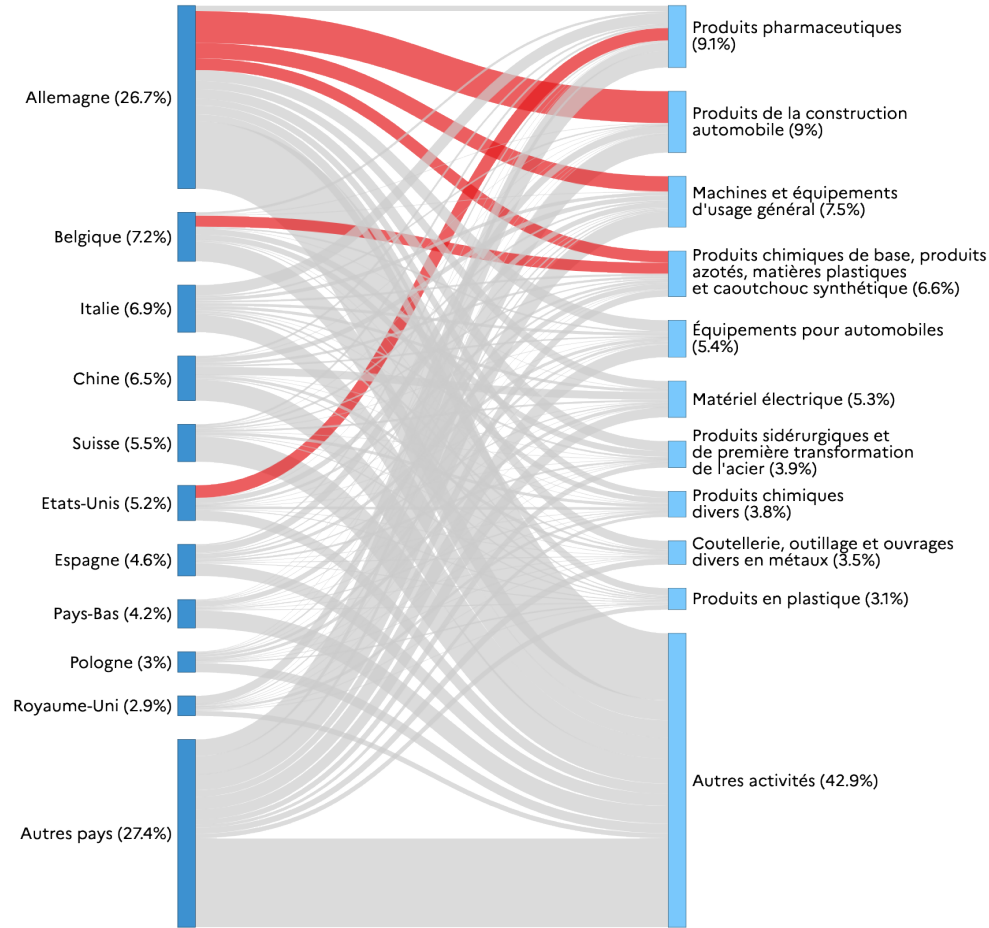 Allemagne (26.7%)
Belgique (7.2%)
Italie (6.9%)
Chine (6.5%)
Suisse (5.5%)
Etats-Unis (5.2%)
Espagne (4.6%)
Pays-Bas (4.2%)
Pologne (3%)
Royaume-Uni (2.9%)
Autres pays (27.4%)
Produits pharmaceutiques
(9.1%)
Produits de la construction
automobile (9%)
Machines et équipements
d'usage général (7.5%)
Produits chimiques de base, produits
azotés, matières plastiques
et caoutchouc synthétique (6.6%)
Équipements pour automobiles
(5.4%)
Matériel électrique (5.3%)
Produits sidérurgiques et
de première transformation
de l'acier (3.9%)
Produits chimiques
divers (3.8%)
Coutellerie, outillage et ouvrages
divers en métaux (3.5%)
Produits en plastique (3.1%)
Autres activités (42.9%)